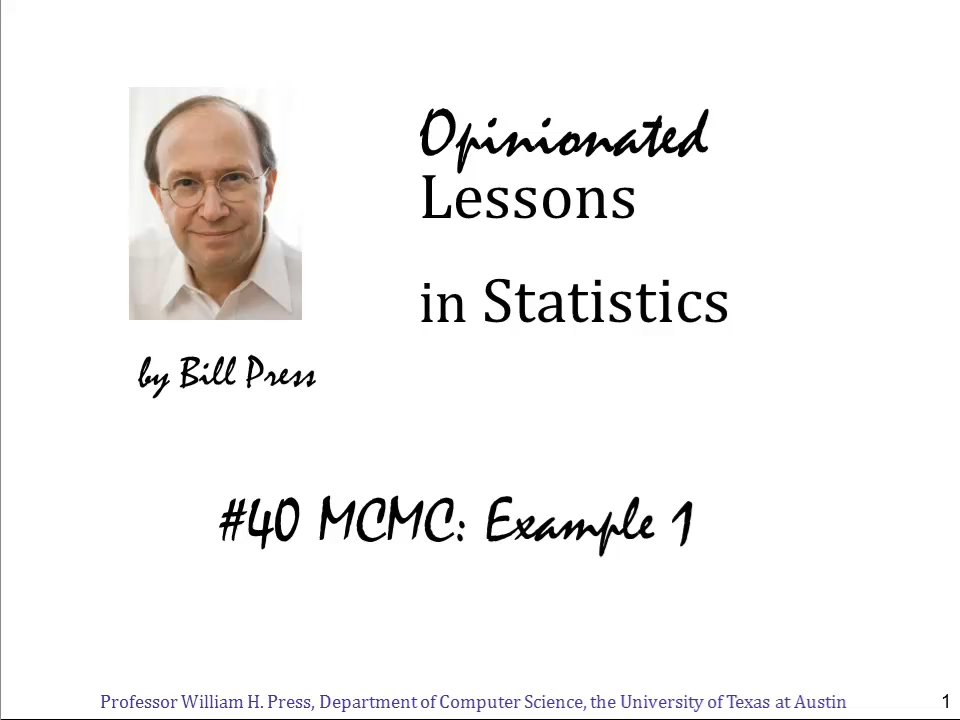 Opinionated
Lessons
in Statistics
by Bill Press
#40 MCMC: Example 1
Professor William H. Press, Department of Computer Science, the University of Texas at Austin
1